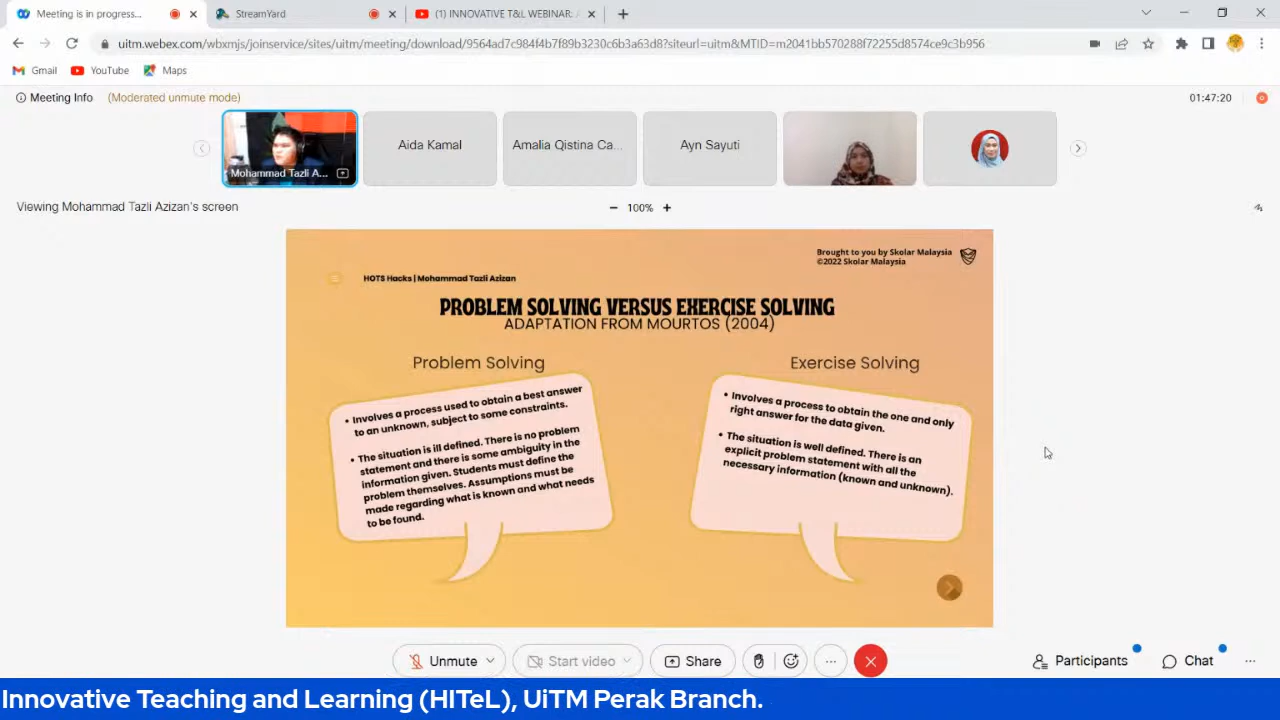 Meeting is in progress...
StreamYard
(1) INNOVATIVE T&L WEBINAR:
uitm.webex.com/wbxmjs/joinservice/sites/uitm/meeting/download/9564ad7c984f4b7f89b3230c6b3a63d8?siteurl=uitm&MTID=m2041bb570288f72255d8574ce9c3b956
Gmail
YouTube
Maps
Meeting Info
(Moderated unmute mode)
01:47:20
Mohammad Tazli A...
Aida Kamal
Amalia Qistina Ca...
Ayn Sayuti
Viewing Mohammad Tazli Azizan's screen
100%
Brought to you by Skolar Malaysia
©2022 Skolar Malaysia
HOTS Hacks | Mohammad Tazli Azizan
PROBLEM SOLVING VERSUS EXERCISE SOLVING
ADAPTATION FROM MOURTOS (2004)
Problem Solving
• Involves a process used to obtain a best answer
to an unknown, subject to some constraints.
• The situation is ill defined. There is no problem
statement and there is some ambiguity in the
information given. Students must define the
problem themselves. Assumptions must be
made regarding what is known and what needs
to be found.
Exercise Solving
• Involves a process to obtain the one and only
right answer for the data given.
• The situation is well defined. There is an
explicit problem statement with all the
necessary information (known and unknown).
Unmute
Start video
Share
Participants
Chat
Innovative Teaching and Learning (HITeL), UiTM Perak Branch.